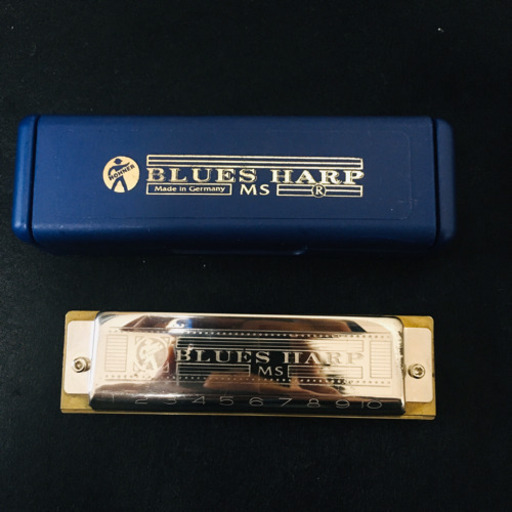 HOHNER
BLUES HARP
Made in Germany
MS
®
BLUES HARP
MS
1 2 3 4 5 6 7 8 9 10